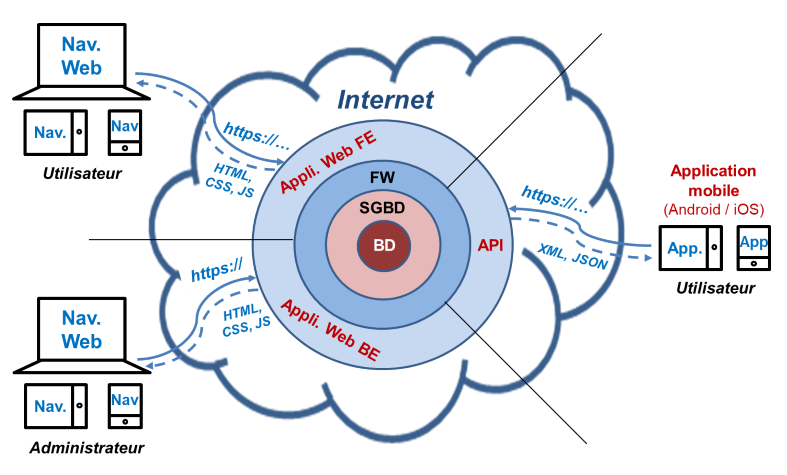 Nav.
Web
Nav.
Nav
Utilisateur
https://...
HTML,
CSS, JS
Internet
Appli. Web FE
FW
SGBD
BD
API
Appli. Web BE
https://...
XML, JSON
Application
mobile
(Android / iOS)
App.
App
Utilisateur
https://
HTML,
CSS, JS
Nav.
Web
Nav.
Nav
Administrateur